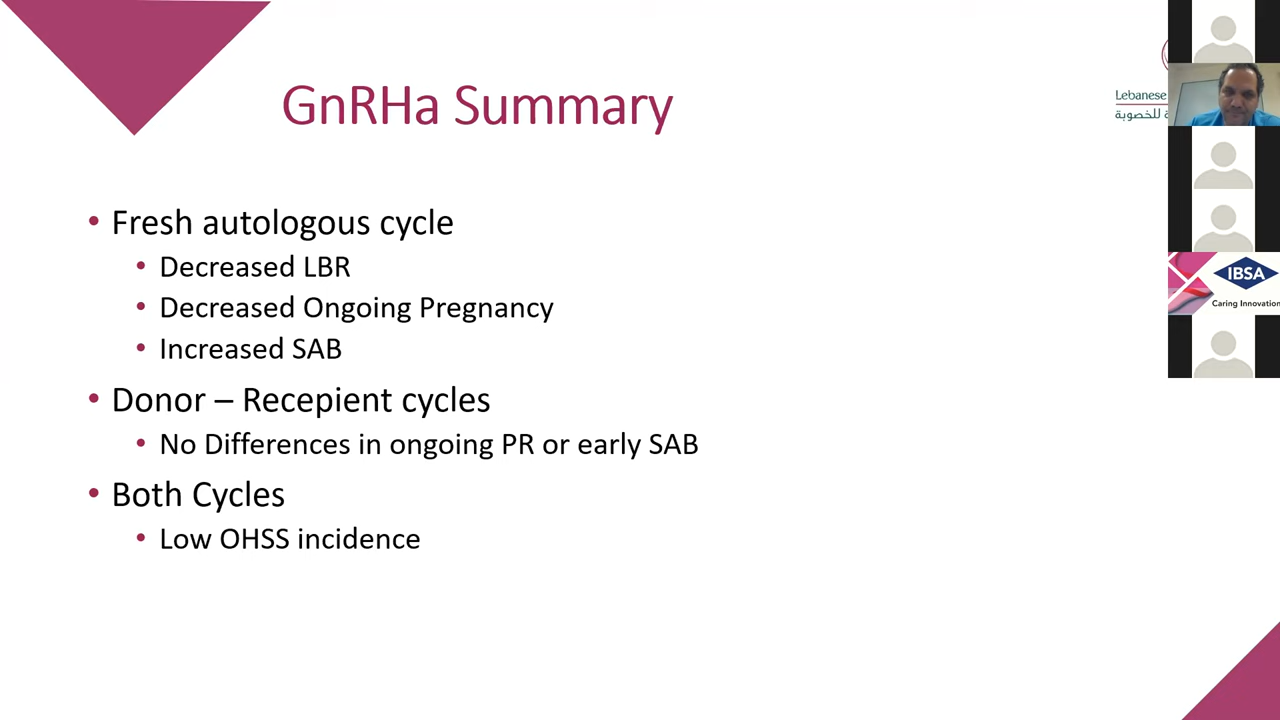 GnRHa Summary
Lebanese
ة للخصوبة
• Fresh autologous cycle
• Decreased LBR
• Decreased Ongoing Pregnancy
• Increased SAB
• Donor – Recepient cycles
• No Differences in ongoing PR or early SAB
• Both Cycles
• Low OHSS incidence
IBSA
Caring Innovation